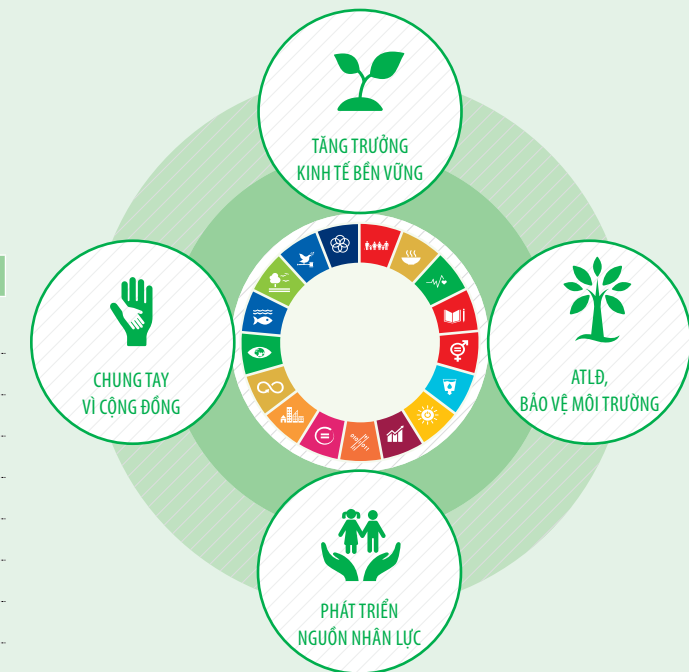 TĂNG TRƯỞNG
KINH TẾ BỀN VỮNG
CHUNG TAY
VÌ CỘNG ĐỒNG
ATLĐ,
BẢO VỆ MÔI TRƯỜNG
PHÁT TRIỂN
NGUỒN NHÂN LỰC